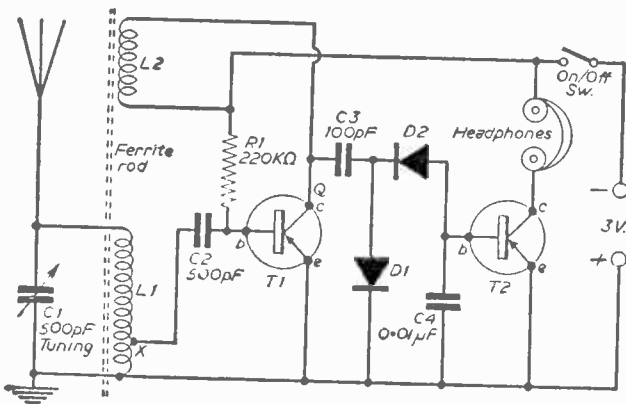 L2
Ferrite
rod
R1
220KΩ
C3
100pF
D2
On/Off
Sw.
Headphones
Q
c
b
e
T1
C2
500pF
L1
X
C1
500pF
Tuning
D1
C4
0·01µF
c
b
e
T2
−
3V.
+